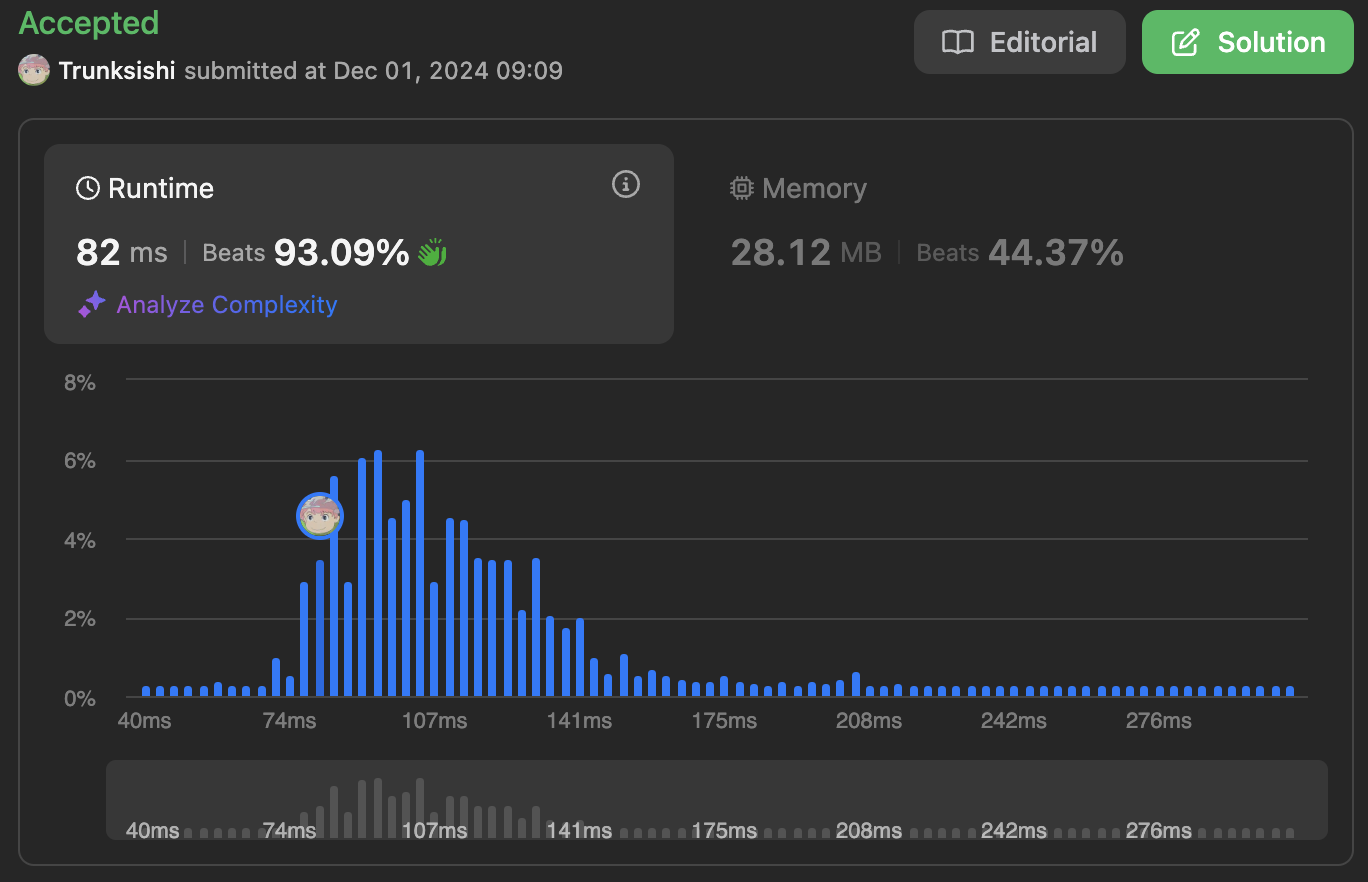 Accepted
Editorial
Solution
Trunksishi submitted at Dec 01, 2024 09:09
Runtime
82 ms | Beats 93.09%
Analyze Complexity
Memory
28.12 MB | Beats 44.37%
8%
6%
4%
2%
0%
40ms 74ms 107ms 141ms 175ms 208ms 242ms 276ms
40ms 74ms 107ms 141ms 175ms 208ms 242ms 276ms